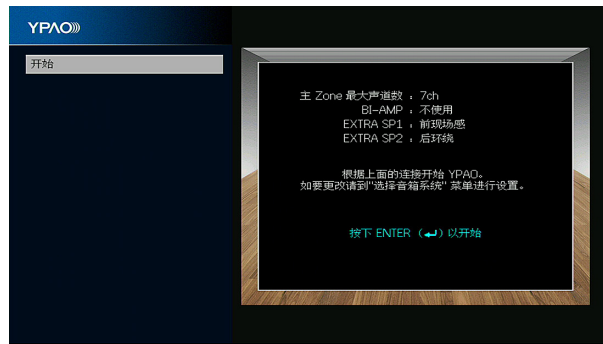 YPAO
开始
主 Zone 最大声道数 : 7ch
BI-AMP : 不使用
EXTRA SP1 : 前现场感
EXTRA SP2 : 后环绕
根据上面的连接开始 YPAO。
如要更改请到"选择音箱系统" 菜单进行设置。
按下 ENTER （↵）以开始